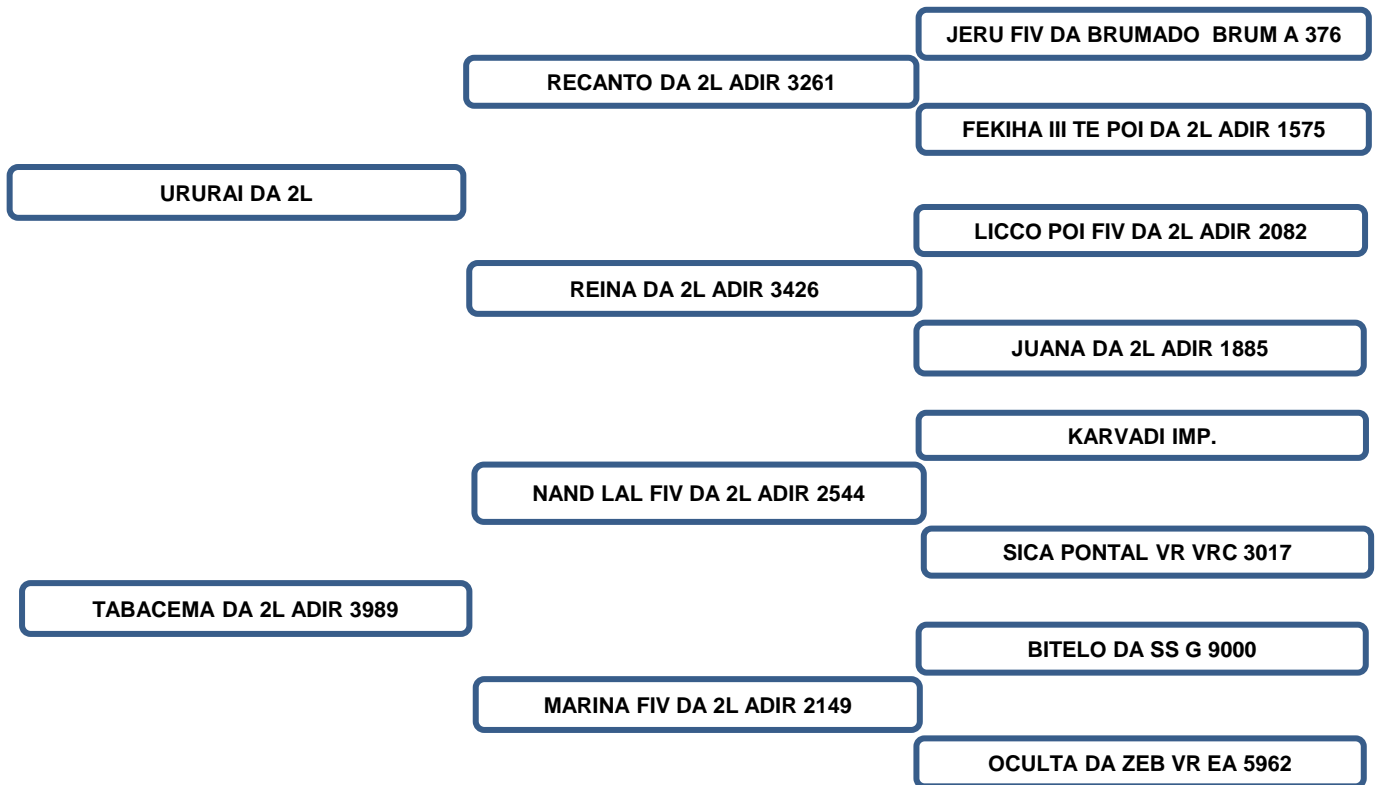 JERU FIV DA BRUMADO  BRUM A 376
RECANTO DA 2L ADIR 3261
FEKIHA III TE POI DA 2L ADIR 1575
URURAI DA 2L
LICCO POI FIV DA 2L ADIR 2082
REINA DA 2L ADIR 3426
JUANA DA 2L ADIR 1885
KARVADI IMP.
NAND LAL FIV DA 2L ADIR 2544
SICA PONTAL VR VRC 3017
TABACEMA DA 2L ADIR 3989
BITELO DA SS G 9000
MARINA FIV DA 2L ADIR 2149
OCULTA DA ZEB VR EA 5962